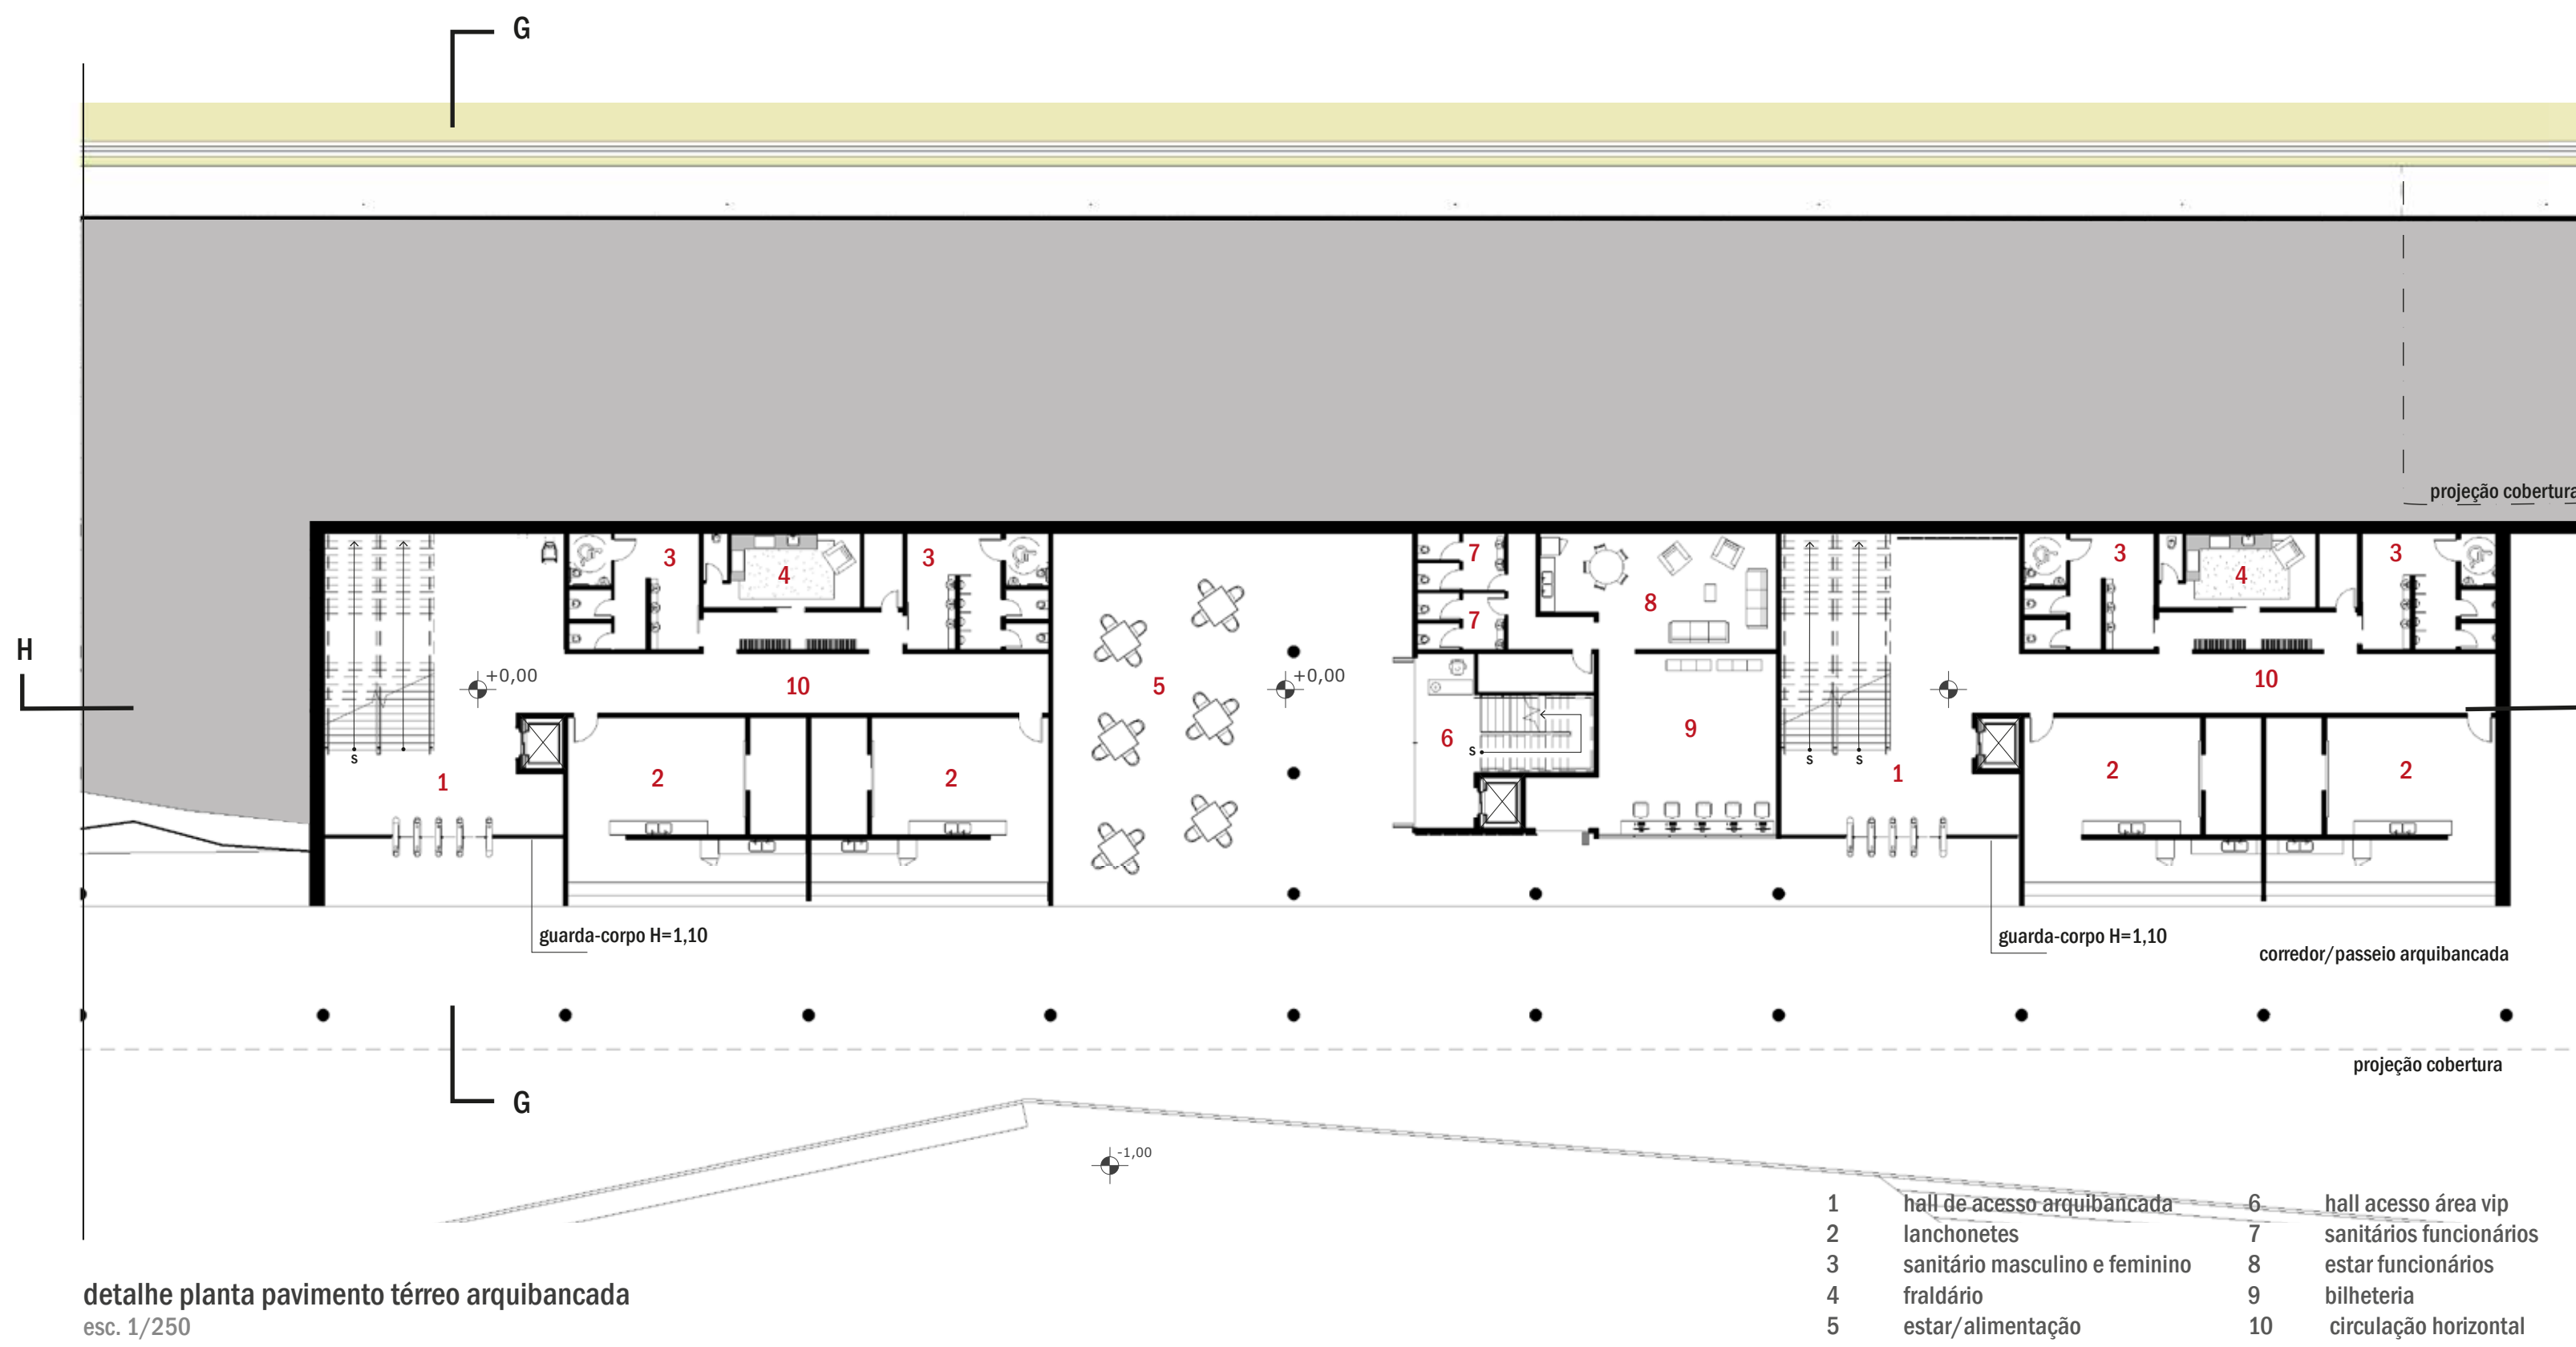 G
projeção cobertura
3
4
3
7
8
3
4
3
7
H
+0,00
10
5
+0,00
10
6
s
9
2
2
s
1
s
s
1
2
2
guarda-corpo H=1,10
guarda-corpo H=1,10
corredor/passeio arquibancada
projeção cobertura
G
-1,00
1 hall de acesso arquibancada 6 hall acesso área vip
2 lanchonetes 7 sanitários funcionários
3 sanitário masculino e feminino 8 estar funcionários
4 fraldário 9 bilheteria
5 estar/alimentação 10 circulação horizontal
detalhe planta pavimento térreo arquibancada
esc. 1/250